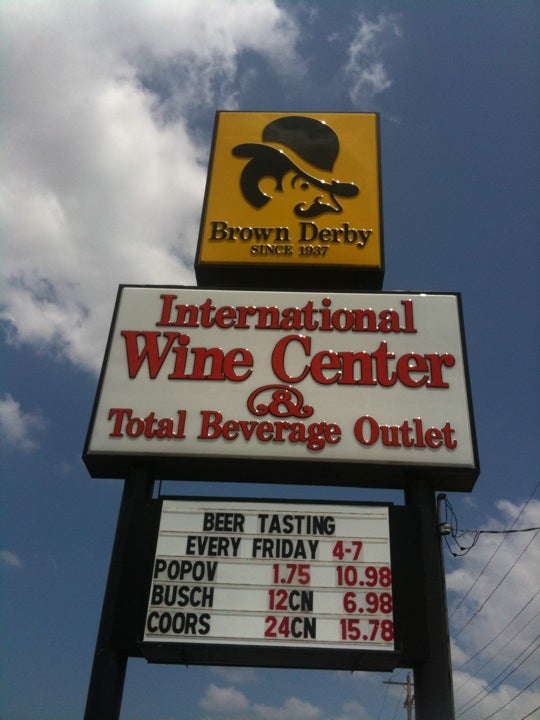 Brown Derby
SINCE 1937
International
Wine Center
&
Total Beverage Outlet
BEER TASTING
EVERY FRIDAY 4-7
POPOV 1.75 10.98
BUSCH 12CN 6.98
COORS 24CN 15.78